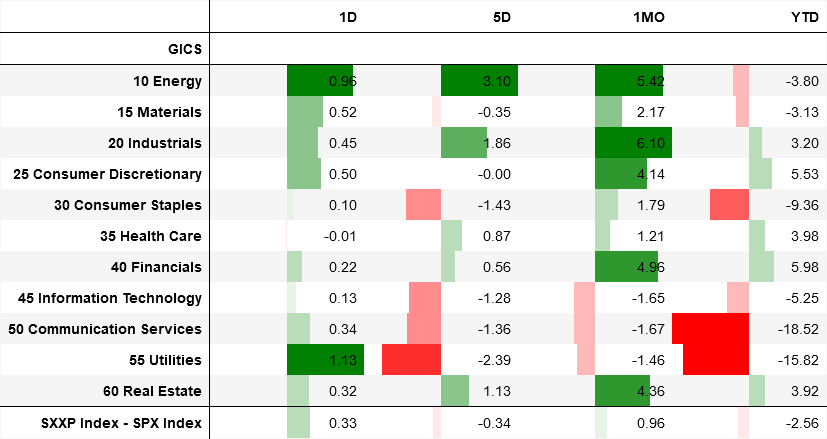 1D 5D 1MO YTD
GICS
10 Energy 0.96 3.10 5.42 -3.80
15 Materials 0.52 -0.35 2.17 -3.13
20 Industrials 0.45 1.86 6.10 3.20
25 Consumer Discretionary 0.50 -0.00 4.14 5.53
30 Consumer Staples 0.10 -1.43 1.79 -9.36
35 Health Care -0.01 0.87 1.21 3.98
40 Financials 0.22 0.56 4.96 5.98
45 Information Technology 0.13 -1.28 -1.65 -5.25
50 Communication Services 0.34 -1.36 -1.67 -18.52
55 Utilities 1.13 -2.39 -1.46 -15.82
60 Real Estate 0.32 1.13 4.36 3.92
SXXP Index - SPX Index 0.33 -0.34 0.96 -2.56